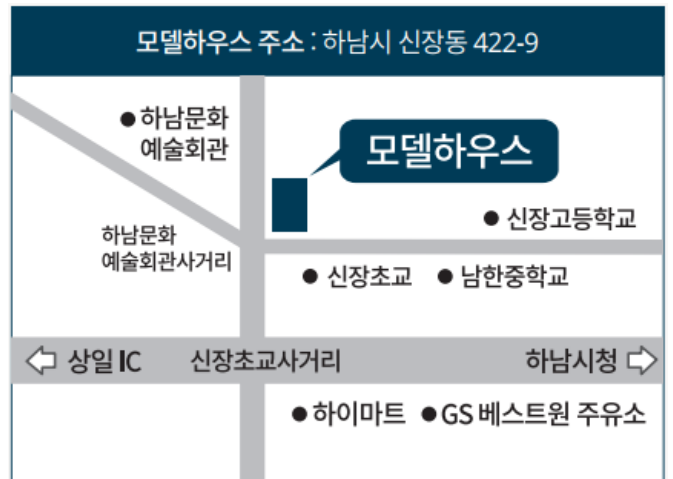 모델하우스 주소 : 하남시 신장동 422-9
하남문화
예술회관
모델하우스
신장고등학교
하남문화
예술회관사거리
신장초교
남한중학교
상일 IC
신장초교사거리
하남시청
하이마트
GS 베스트원 주유소